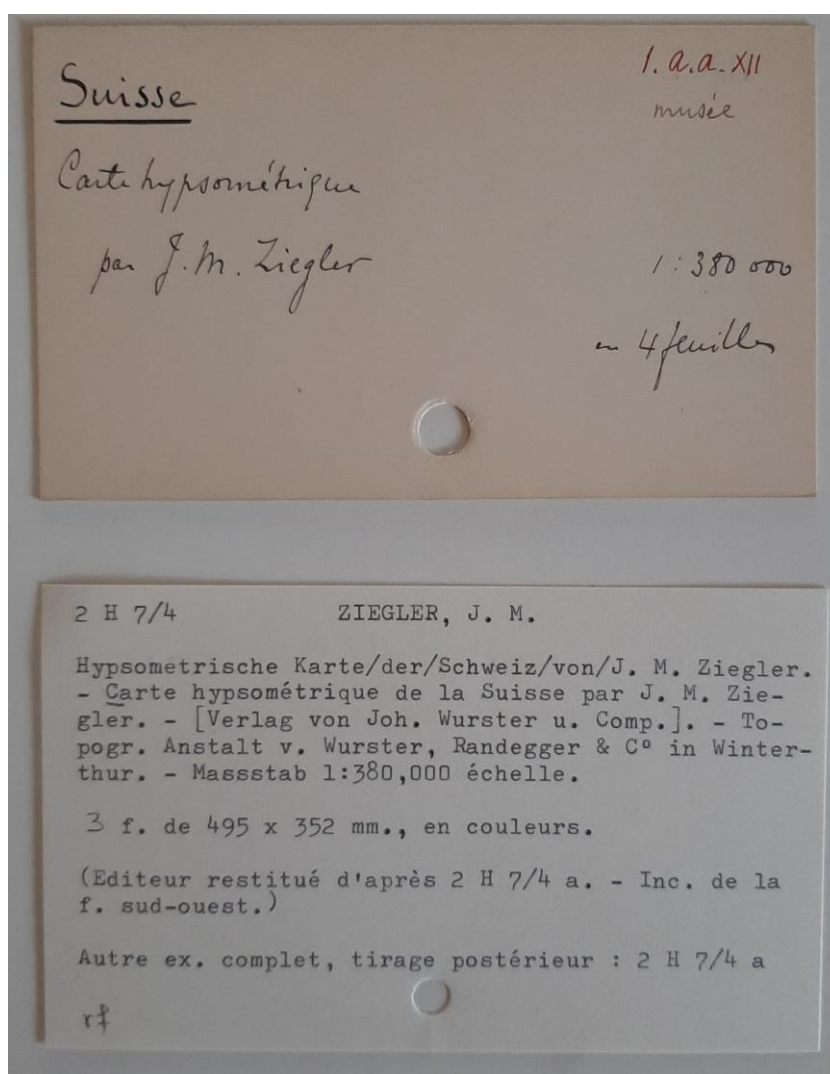 Suisse
1. a.a. XII
musée
Carte hypsométrique
par J. M. Ziegler
1:380 000
en 4 feuilles
2 H 7/4 ZIEGLER, J. M.
Hypsometrische Karte/der/Schweiz/von/J. M. Ziegler.
- Carte hypsométrique de la Suisse par J. M. Zie-
gler. - [Verlag von Joh. Wurster u. Comp.]. - To-
pogr. Anstalt v. Wurster, Randegger & Cº in Winter-
thur. - Massstab 1:380,000 échelle.
3 f. de 495 x 352 mm., en couleurs.
(Editeur restitué d'après 2 H 7/4 a. - Inc. de la
f. sud-ouest.)
Autre ex. complet, tirage postérieur : 2 H 7/4 a